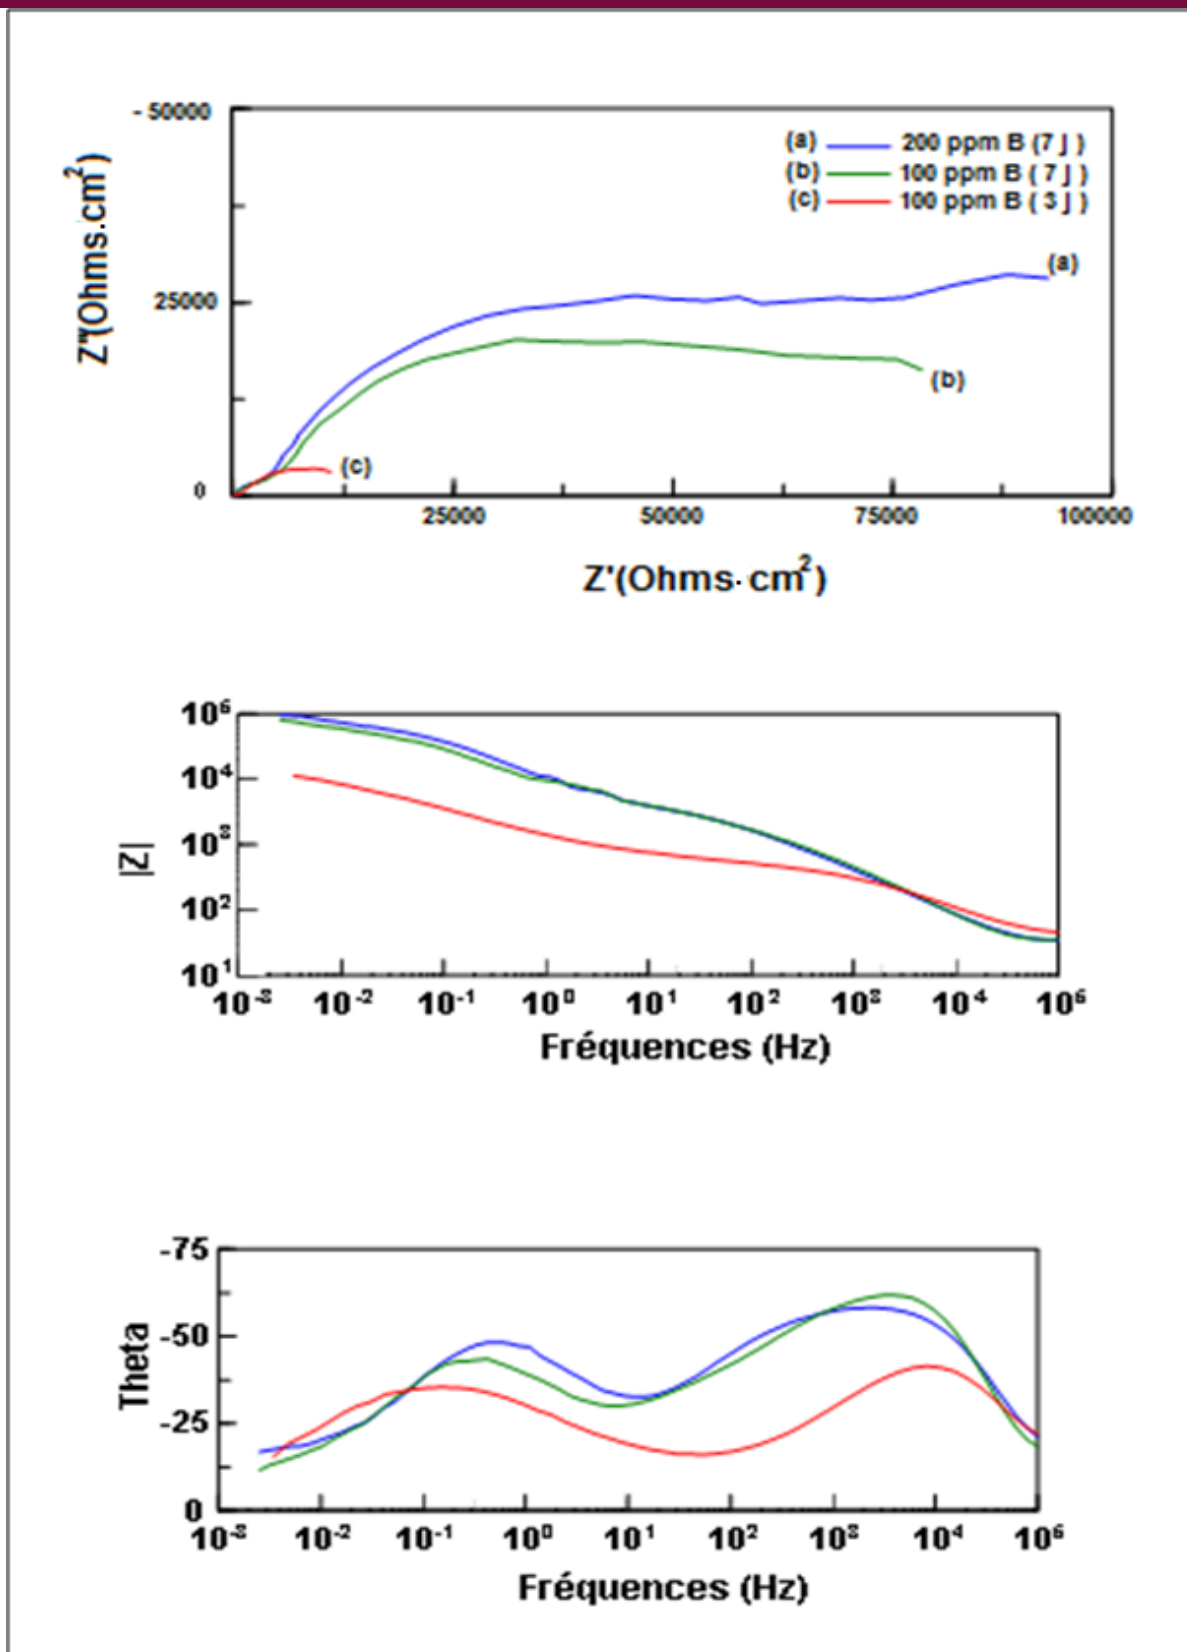 - 50000
25000
0
Z"(Ohms.cm²)
(a) 200 ppm B (7 J )
(b) 100 ppm B ( 7 J )
(c) 100 ppm B ( 3 J )
(a)
(b)
(c)
25000 50000 75000 100000
Z'(Ohms. cm²)
10⁵
10⁴
10³
10²
10¹
|Z|
10⁻³ 10⁻² 10⁻¹ 10⁰ 10¹ 10² 10³ 10⁴ 10⁵
Fréquences (Hz)
-75
-50
-25
0
Theta
10⁻³ 10⁻² 10⁻¹ 10⁰ 10¹ 10² 10³ 10⁴ 10⁵
Fréquences (Hz)